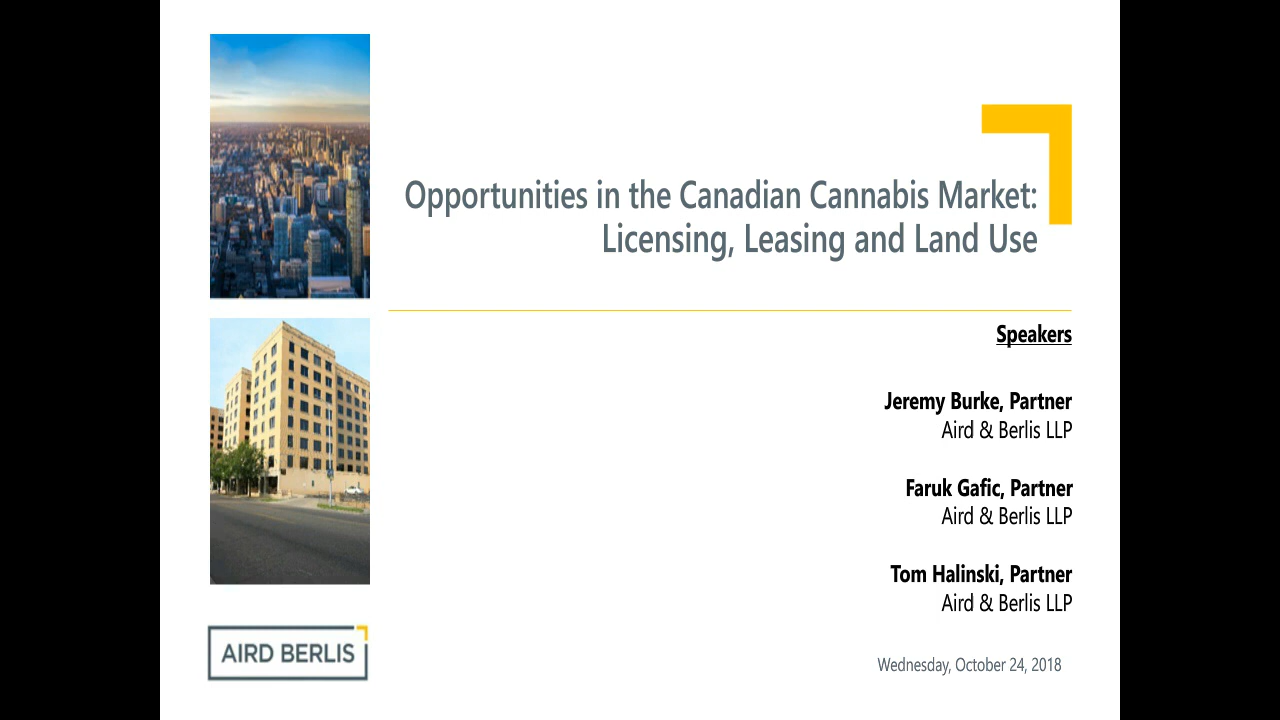 Opportunities in the Canadian Cannabis Market:
Licensing, Leasing and Land Use
Speakers
Jeremy Burke, Partner
Aird & Berlis LLP
Faruk Gafic, Partner
Aird & Berlis LLP
Tom Halinski, Partner
Aird & Berlis LLP
AIRD BERLIS
Wednesday, October 24, 2018